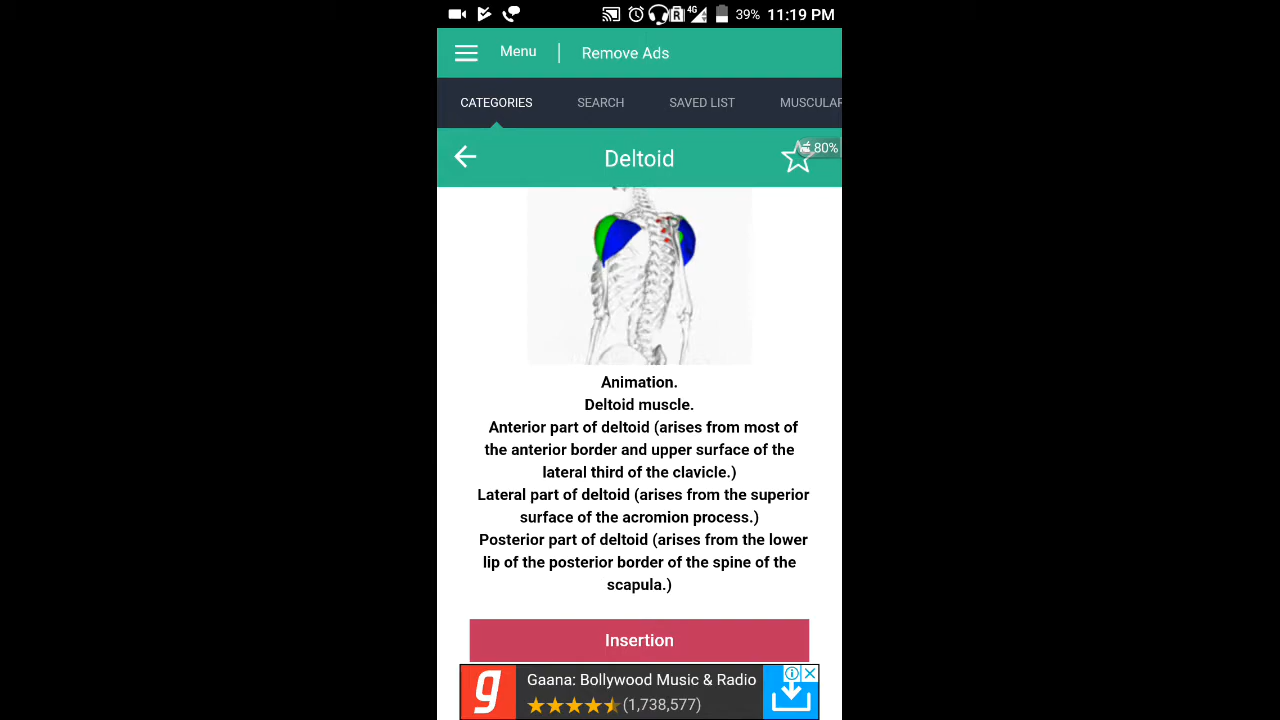 4G 39% 11:19 PM
Menu | Remove Ads
CATEGORIES SEARCH SAVED LIST MUSCULAR
Deltoid
80%
Animation.
Deltoid muscle.
Anterior part of deltoid (arises from most of
the anterior border and upper surface of the
lateral third of the clavicle.)
Lateral part of deltoid (arises from the superior
surface of the acromion process.)
Posterior part of deltoid (arises from the lower
lip of the posterior border of the spine of the
scapula.)
Insertion
g
Gaana: Bollywood Music & Radio
(1,738,577)